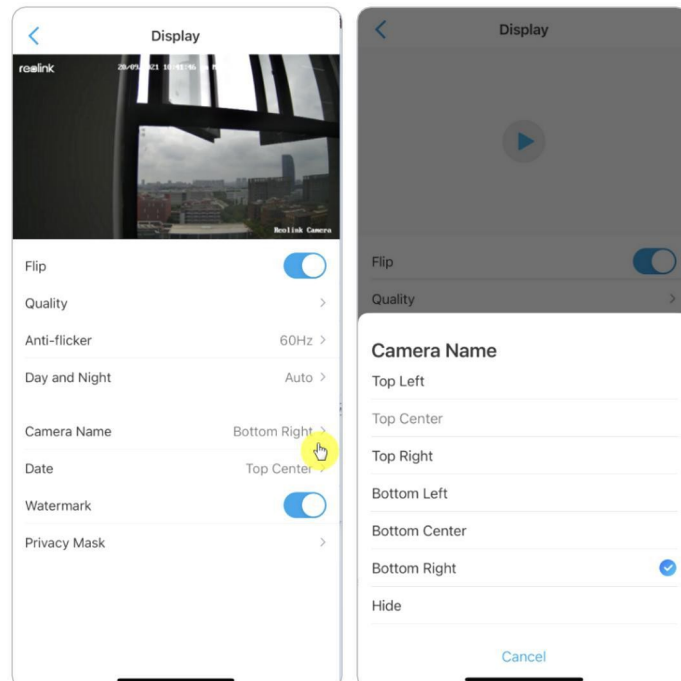 Display
reolink
Reolink Camera
Flip
Quality
Anti-flicker 60Hz
Day and Night Auto
Camera Name Bottom Right
Date Top Center
Watermark
Privacy Mask
Display
Flip
Quality
Camera Name
Top Left
Top Center
Top Right
Bottom Left
Bottom Center
Bottom Right
Hide
Cancel